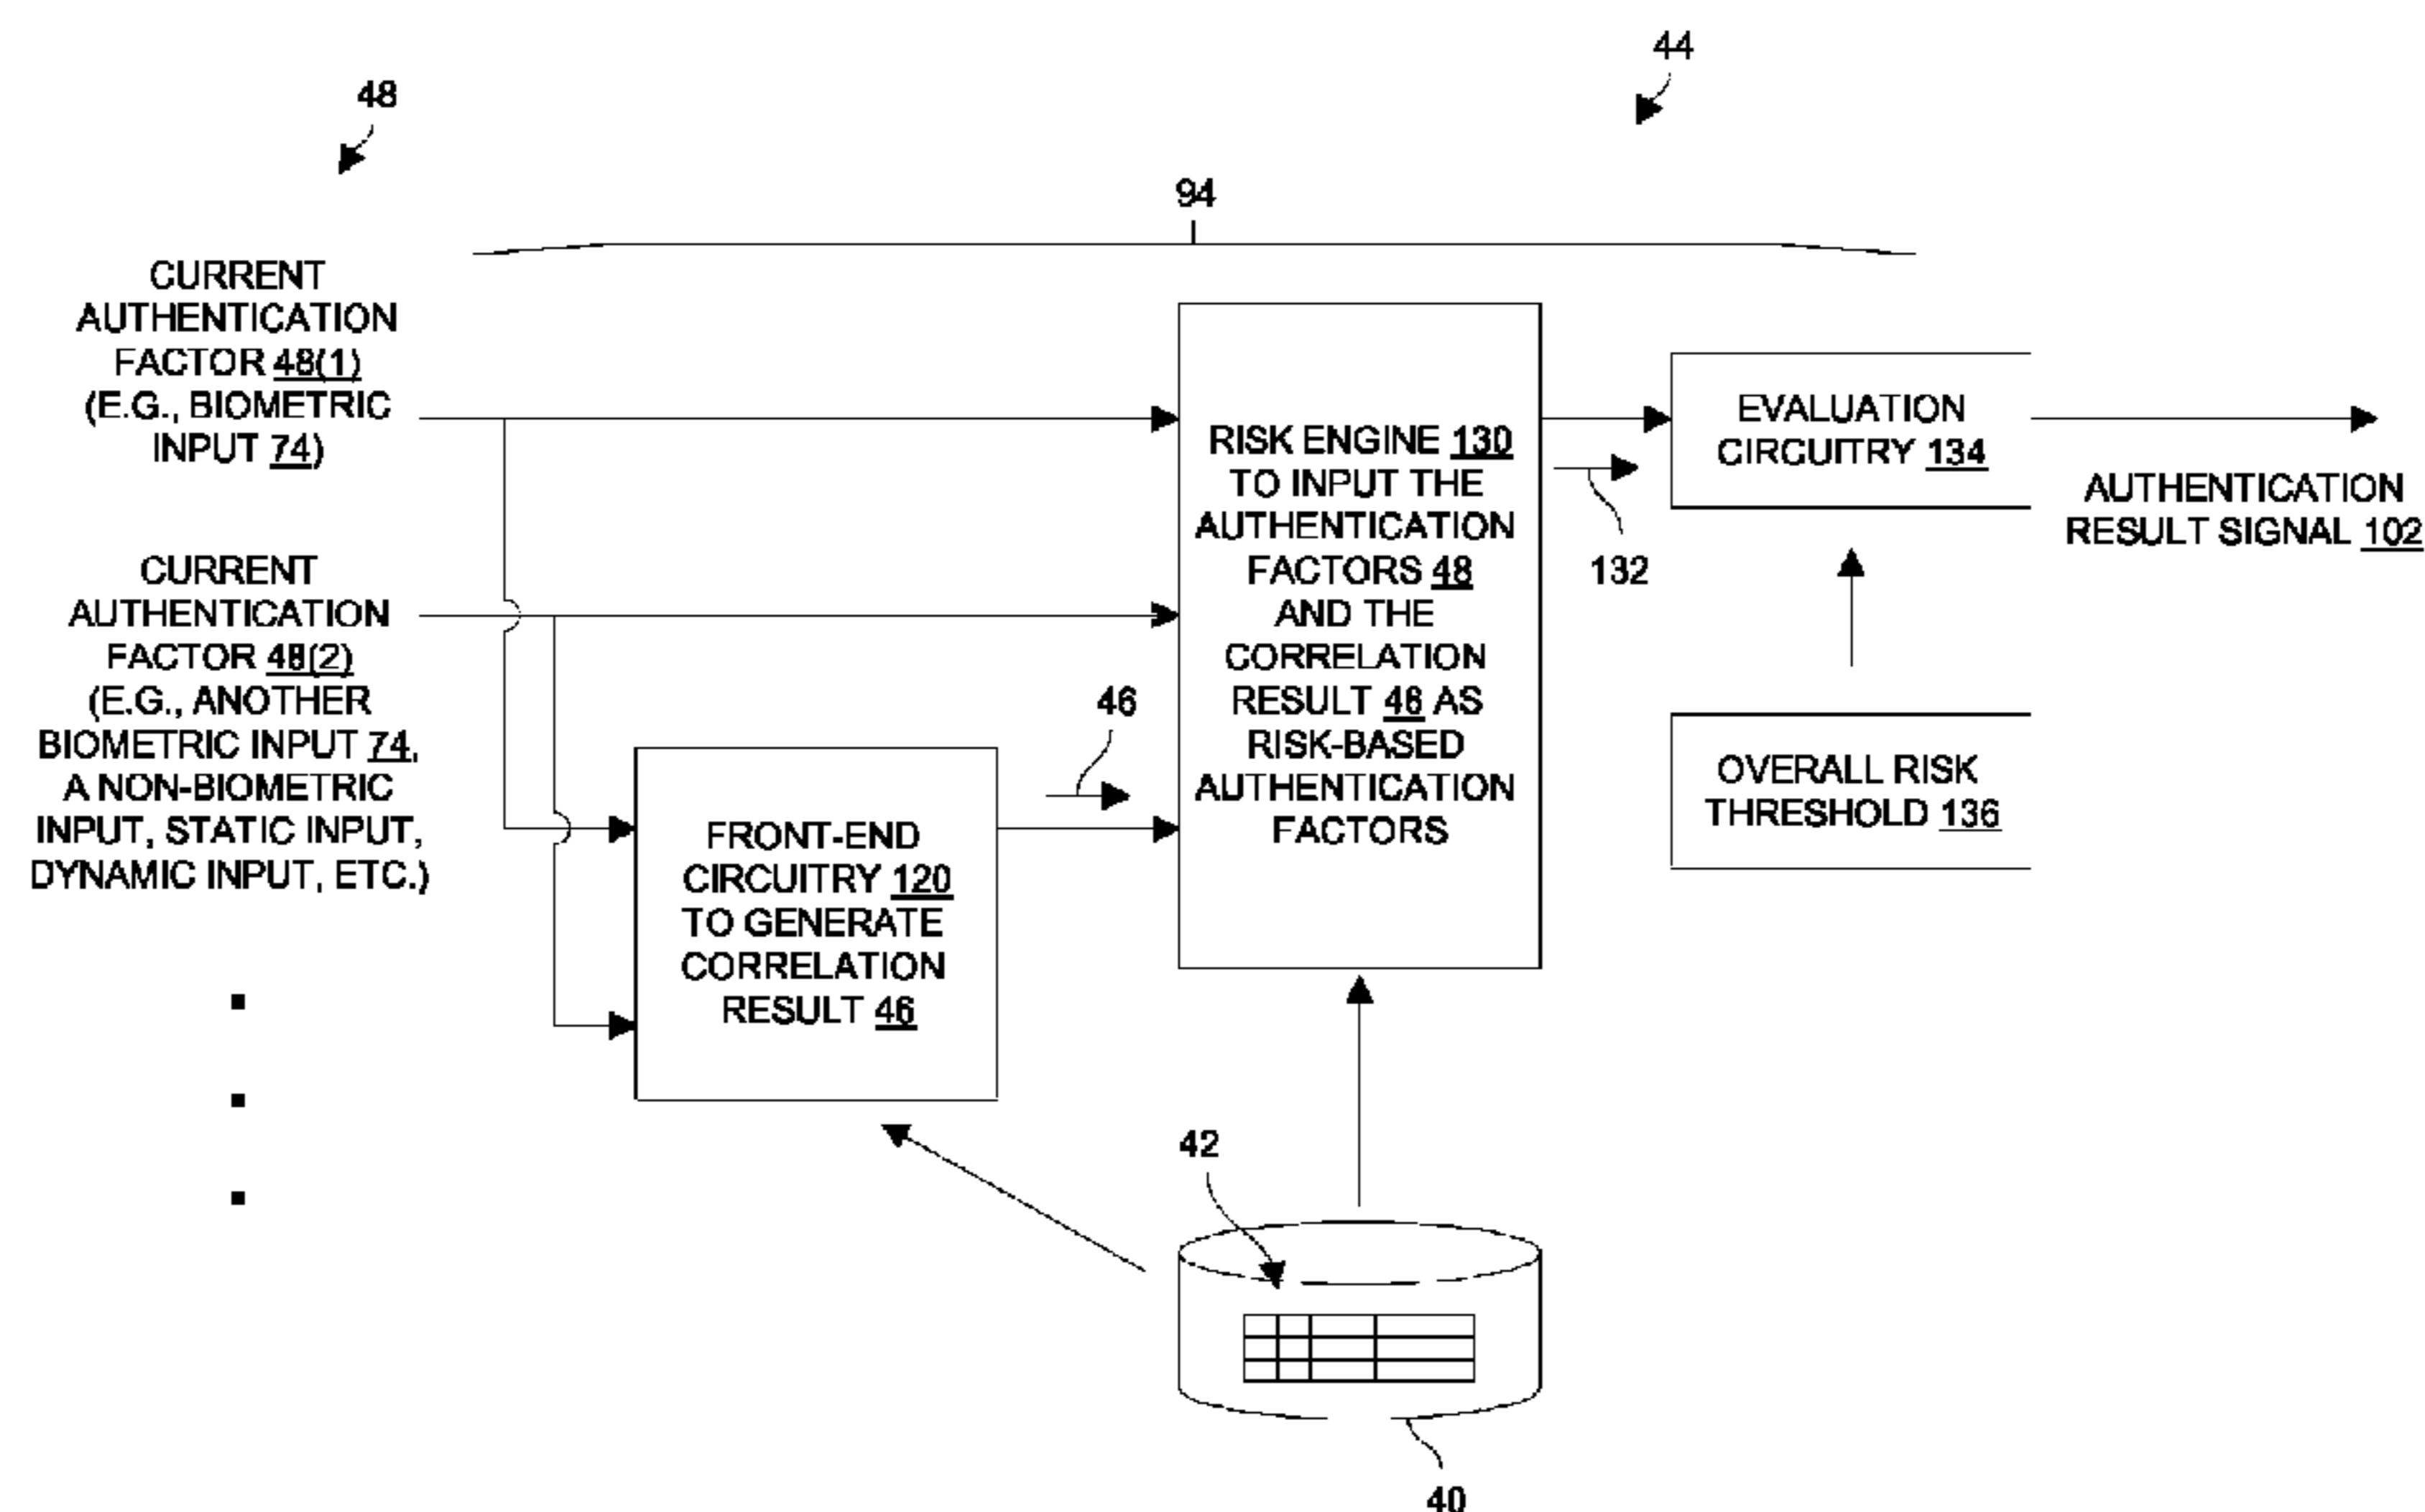 48
44
94
CURRENT
AUTHENTICATION
FACTOR 48(1)
(E.G., BIOMETRIC
INPUT 74)
CURRENT
AUTHENTICATION
FACTOR 48(2)
(E.G., ANOTHER
BIOMETRIC INPUT 74,
A NON-BIOMETRIC
INPUT, STATIC INPUT,
DYNAMIC INPUT, ETC.)
FRONT-END
CIRCUITRY 120
TO GENERATE
CORRELATION
RESULT 46
46
RISK ENGINE 130
TO INPUT THE
AUTHENTICATION
FACTORS 48
AND THE
CORRELATION
RESULT 46 AS
RISK-BASED
AUTHENTICATION
FACTORS
132
EVALUATION
CIRCUITRY 134
OVERALL RISK
THRESHOLD 136
AUTHENTICATION
RESULT SIGNAL 102
42
40